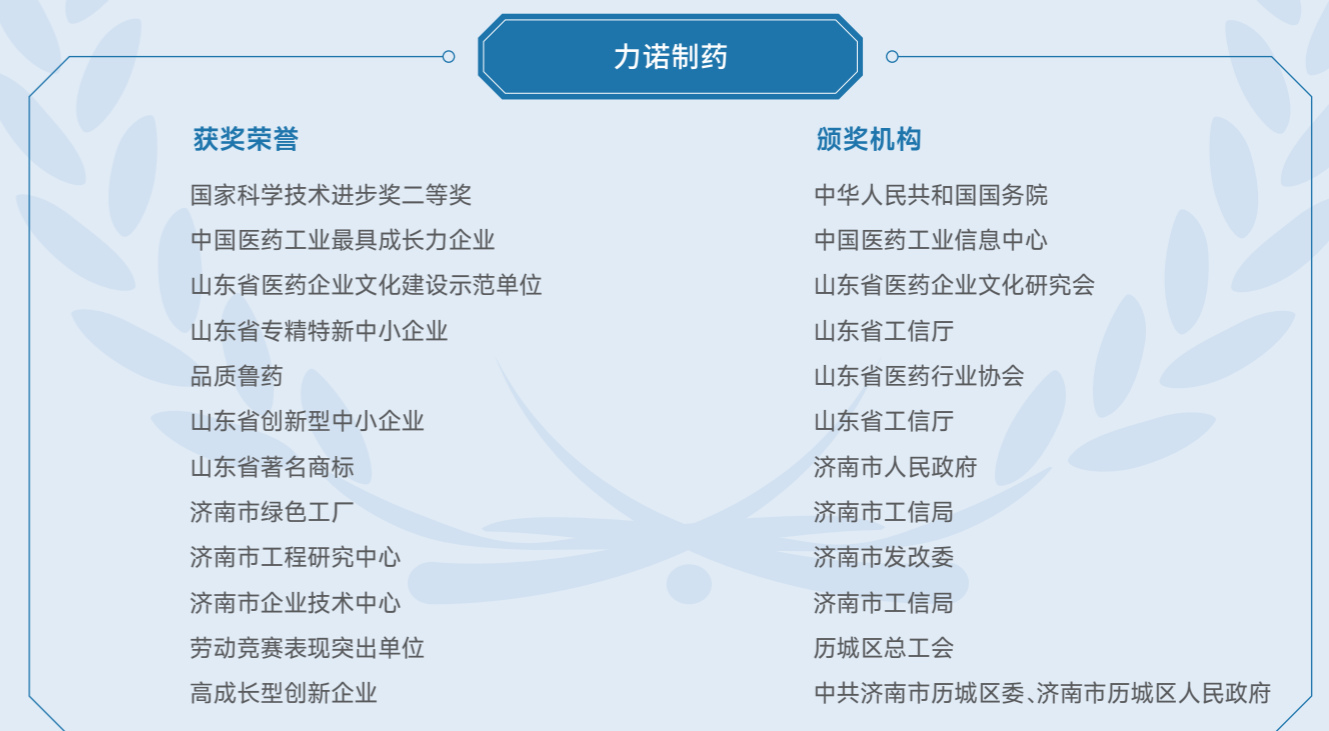 力诺制药
获奖荣誉 颁奖机构
国家科学技术进步奖二等奖 中华人民共和国国务院
中国医药工业最具成长力企业 中国医药工业信息中心
山东省医药企业文化建设示范单位 山东省医药企业文化研究会
山东省专精特新中小企业 山东省工信厅
品质鲁药 山东省医药行业协会
山东省创新型中小企业 山东省工信厅
山东省著名商标 济南市人民政府
济南市绿色工厂 济南市工信局
济南市工程研究中心 济南市发改委
济南市企业技术中心 济南市工信局
劳动竞赛表现突出单位 历城区总工会
高成长型创新企业 中共济南市历城区委、济南市历城区人民政府